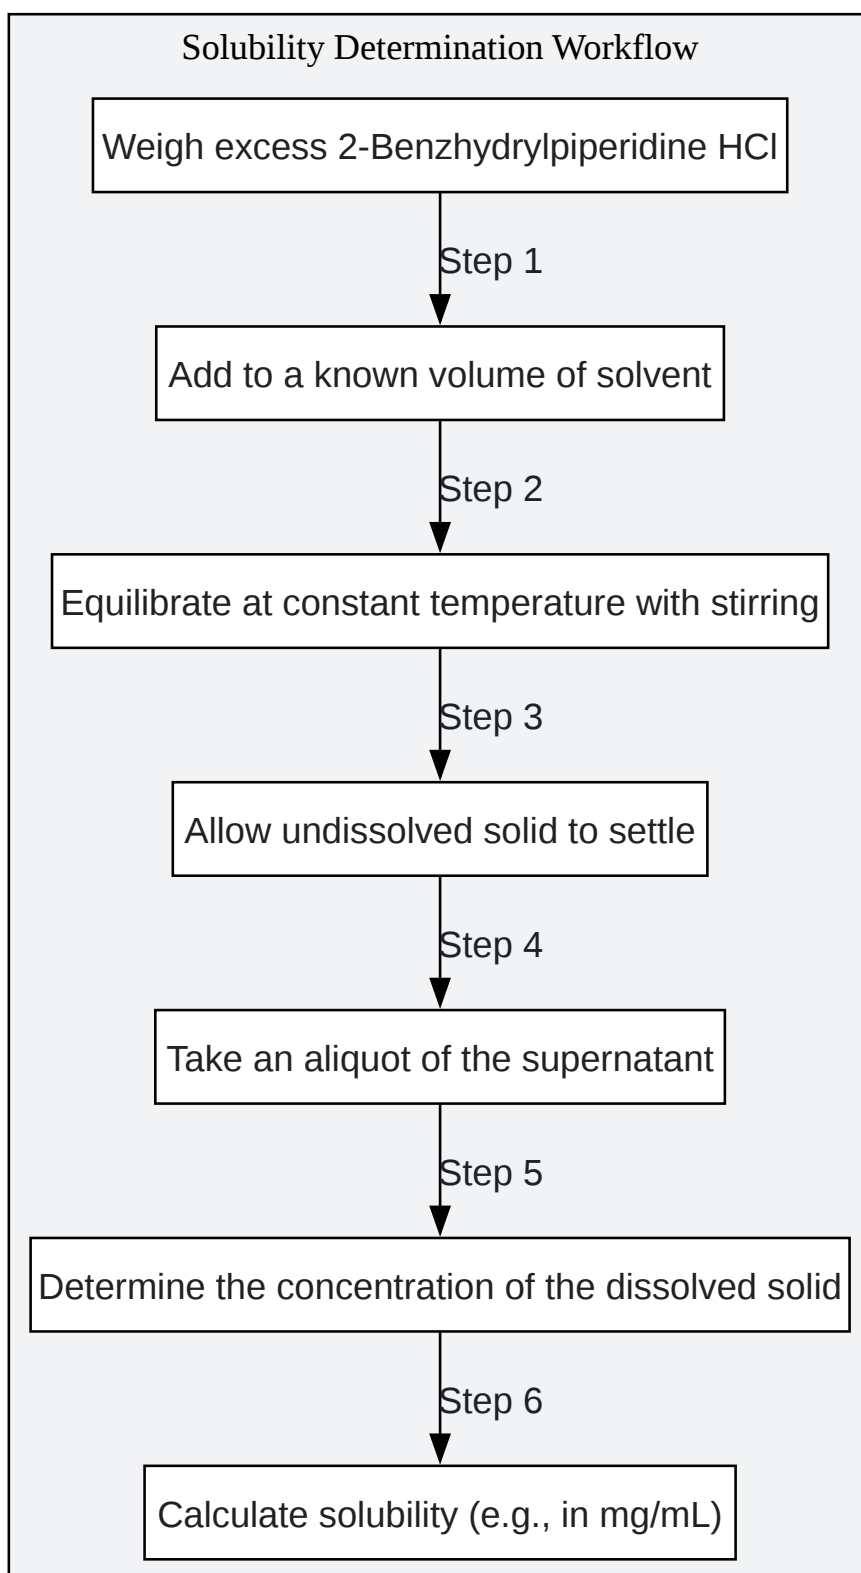 Solubility Determination Workflow
Weigh excess 2-Benzhydrylpiperidine HCl
Step 1
Add to a known volume of solvent
Step 2
Equilibrate at constant temperature with stirring
Step 3
Allow undissolved solid to settle
Step 4
Take an aliquot of the supernatant
Step 5
Determine the concentration of the dissolved solid
Step 6
Calculate solubility (e.g., in mg/mL)